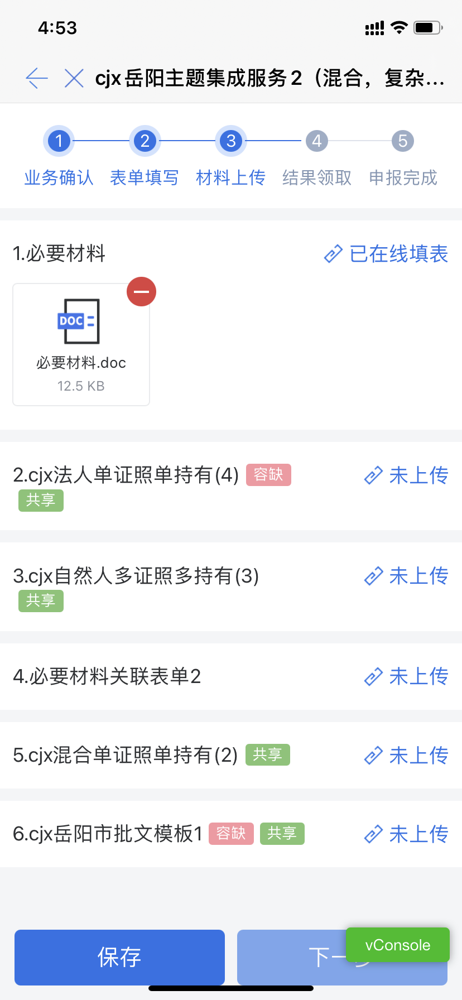 4:53
cjx岳阳主题集成服务2（混合，复杂...
1 2 3 4 5
业务确认 表单填写 材料上传 结果领取 申报完成
1.必要材料 已在线填表
DOC
必要材料.doc
12.5 KB
2.cjx法人单证照单持有(4) 容缺 未上传
共享
3.cjx自然人多证照多持有(3) 未上传
共享
4.必要材料关联表单2 未上传
5.cjx混合单证照单持有(2) 共享 未上传
6.cjx岳阳市批文模板1 容缺 共享 未上传
保存 下一步
vConsole